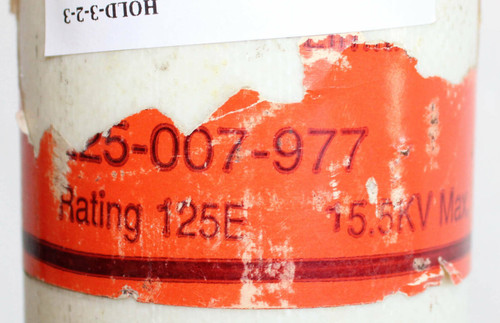 HOLD-3-2-3
25-007-977
Rating 125E 15.5KV Max.